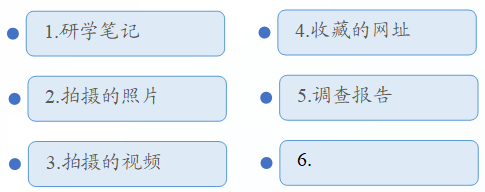 1.研学笔记
2.拍摄的照片
3.拍摄的视频
4.收藏的网址
5.调查报告
6.